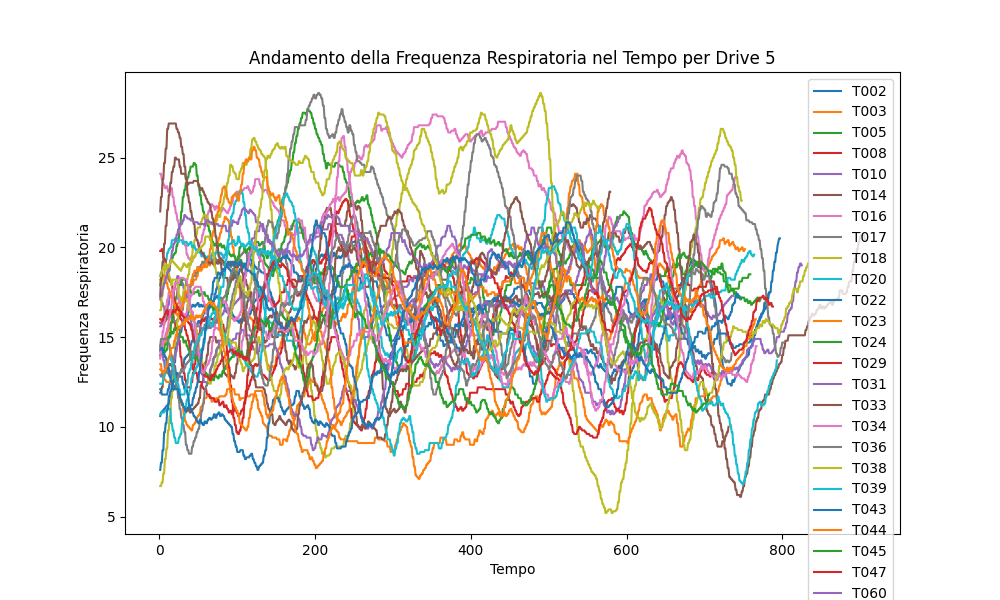 Andamento della Frequenza Respiratoria nel Tempo per Drive 5
Frequenza Respiratoria
25
20
15
10
5
0
200
400
600
800
Tempo
T002
T003
T005
T008
T010
T014
T016
T017
T018
T020
T022
T023
T024
T029
T031
T033
T034
T036
T038
T039
T043
T044
T045
T047
T060